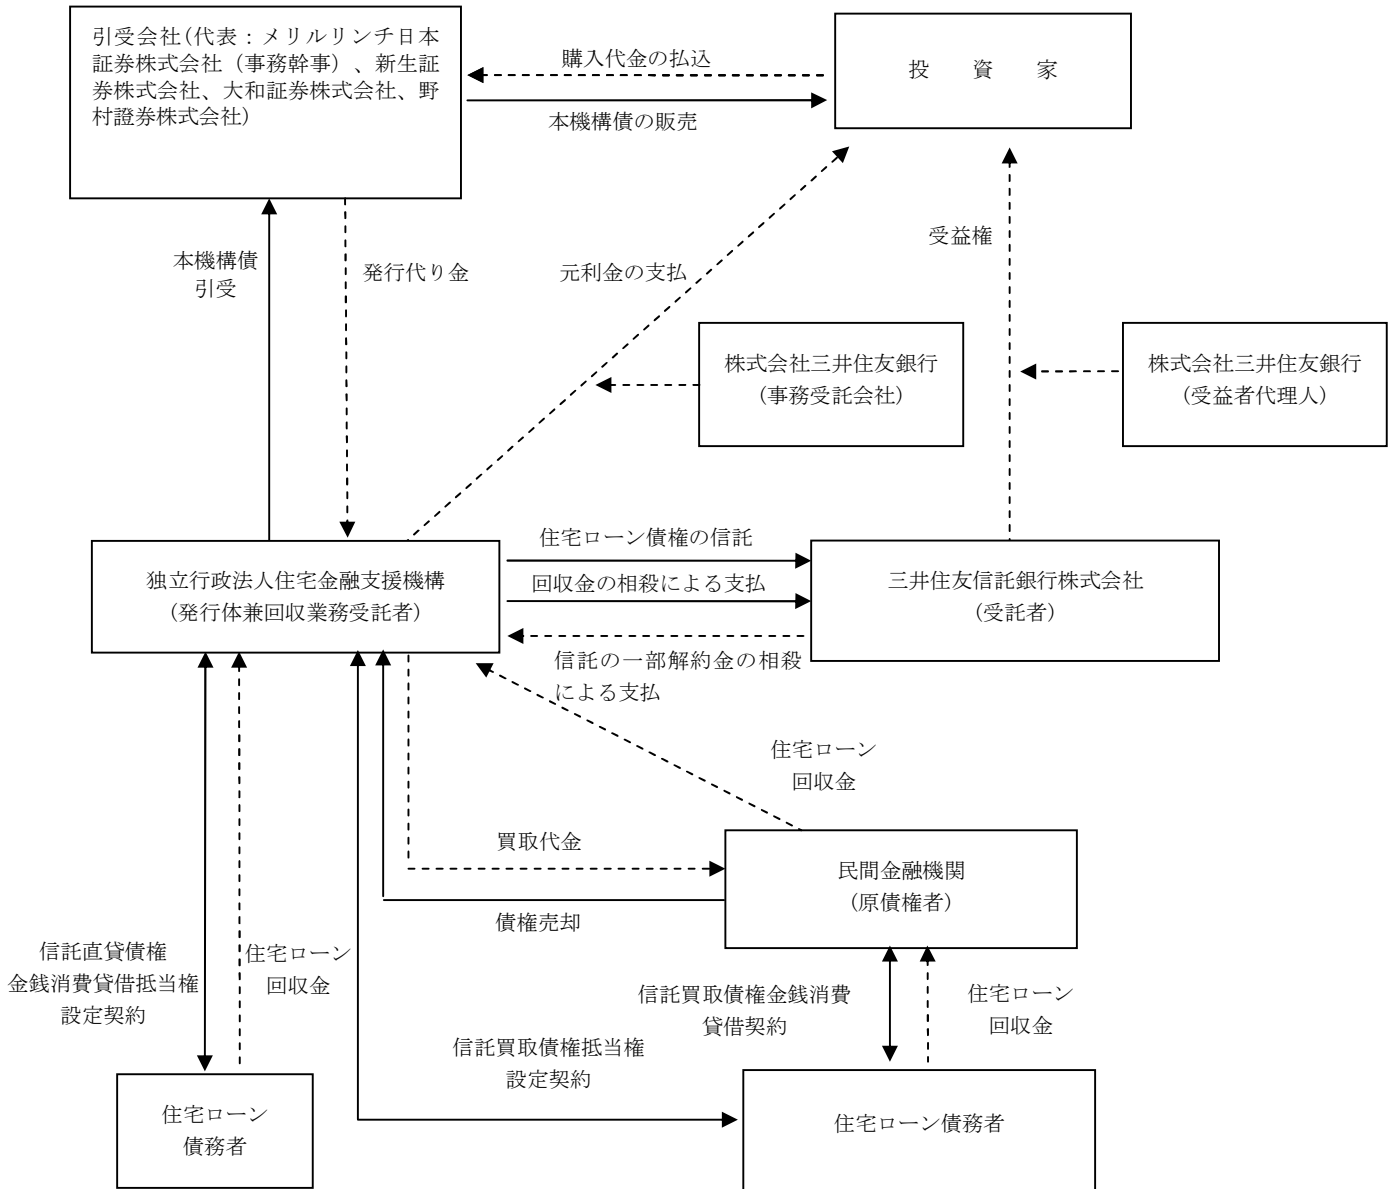 引受会社(代表：メリルリンチ日本
証券株式会社（事務幹事）、新生証
券株式会社、大和証券株式会社、野
村證券株式会社)
購入代金の払込
本機構債の販売
投　資　家
本機構債
引受
発行代り金
元利金の支払
受益権
株式会社三井住友銀行
（事務受託会社）
株式会社三井住友銀行
（受益者代理人）
独立行政法人住宅金融支援機構
（発行体兼回収業務受託者）
住宅ローン債権の信託
回収金の相殺による支払
信託の一部解約金の相殺
による支払
三井住友信託銀行株式会社
（受託者）
住宅ローン
回収金
買取代金
債権売却
民間金融機関
（原債権者）
信託直貸債権
金銭消費貸借抵当権
設定契約
住宅ローン
回収金
信託買取債権金銭消費
貸借契約
住宅ローン
回収金
信託買取債権抵当権
設定契約
住宅ローン
債務者
住宅ローン債務者